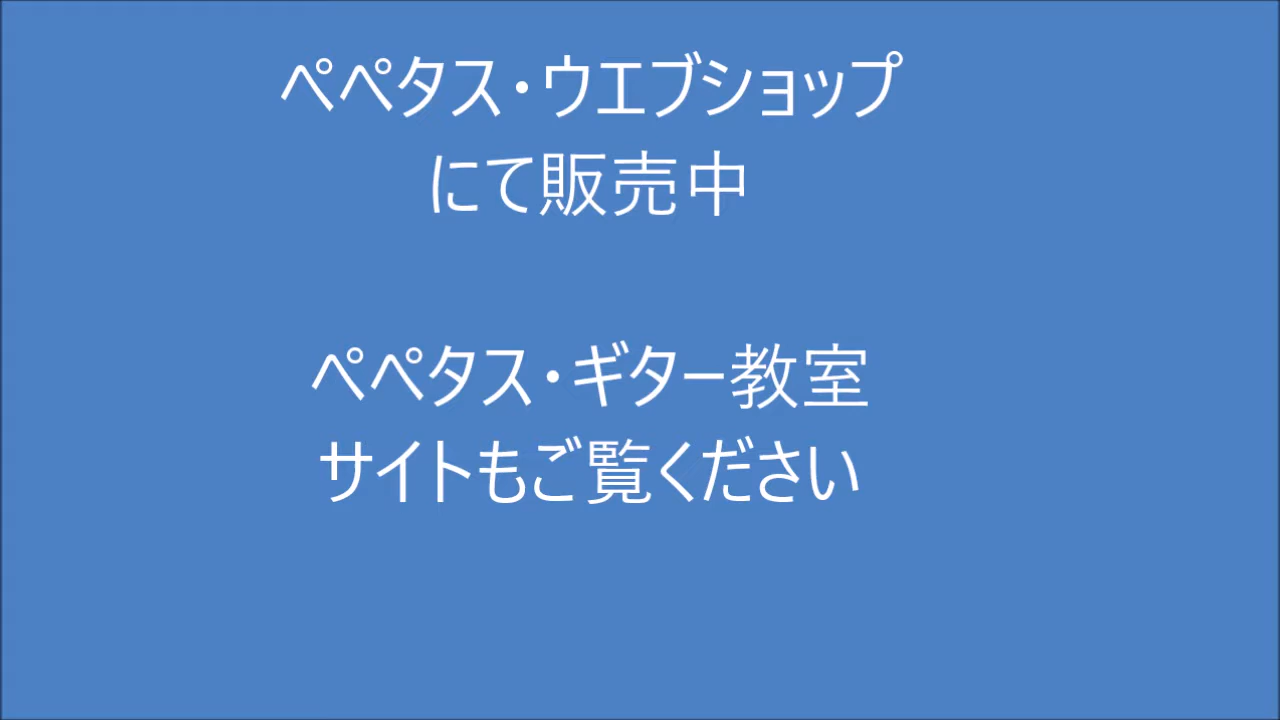 ペペタス・ウエブショップ
にて販売中
ペペタス・ギター教室
サイトもご覧ください